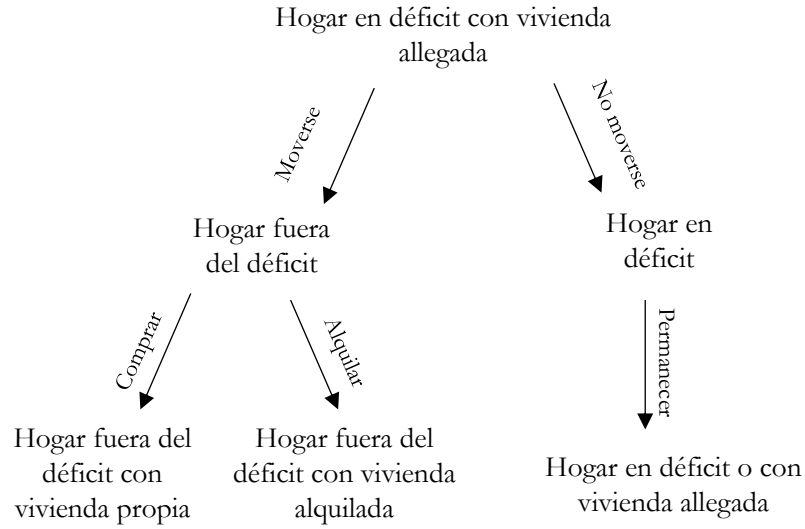 Hogar en déficit con vivienda
allegada
Moverse
No moverse
Hogar fuera
del déficit
Hogar en
déficit
Comprar
Alquilar
Permanecer
Hogar fuera del
déficit con
vivienda propia
Hogar fuera del
déficit con vivienda
alquilada
Hogar en déficit o con
vivienda allegada